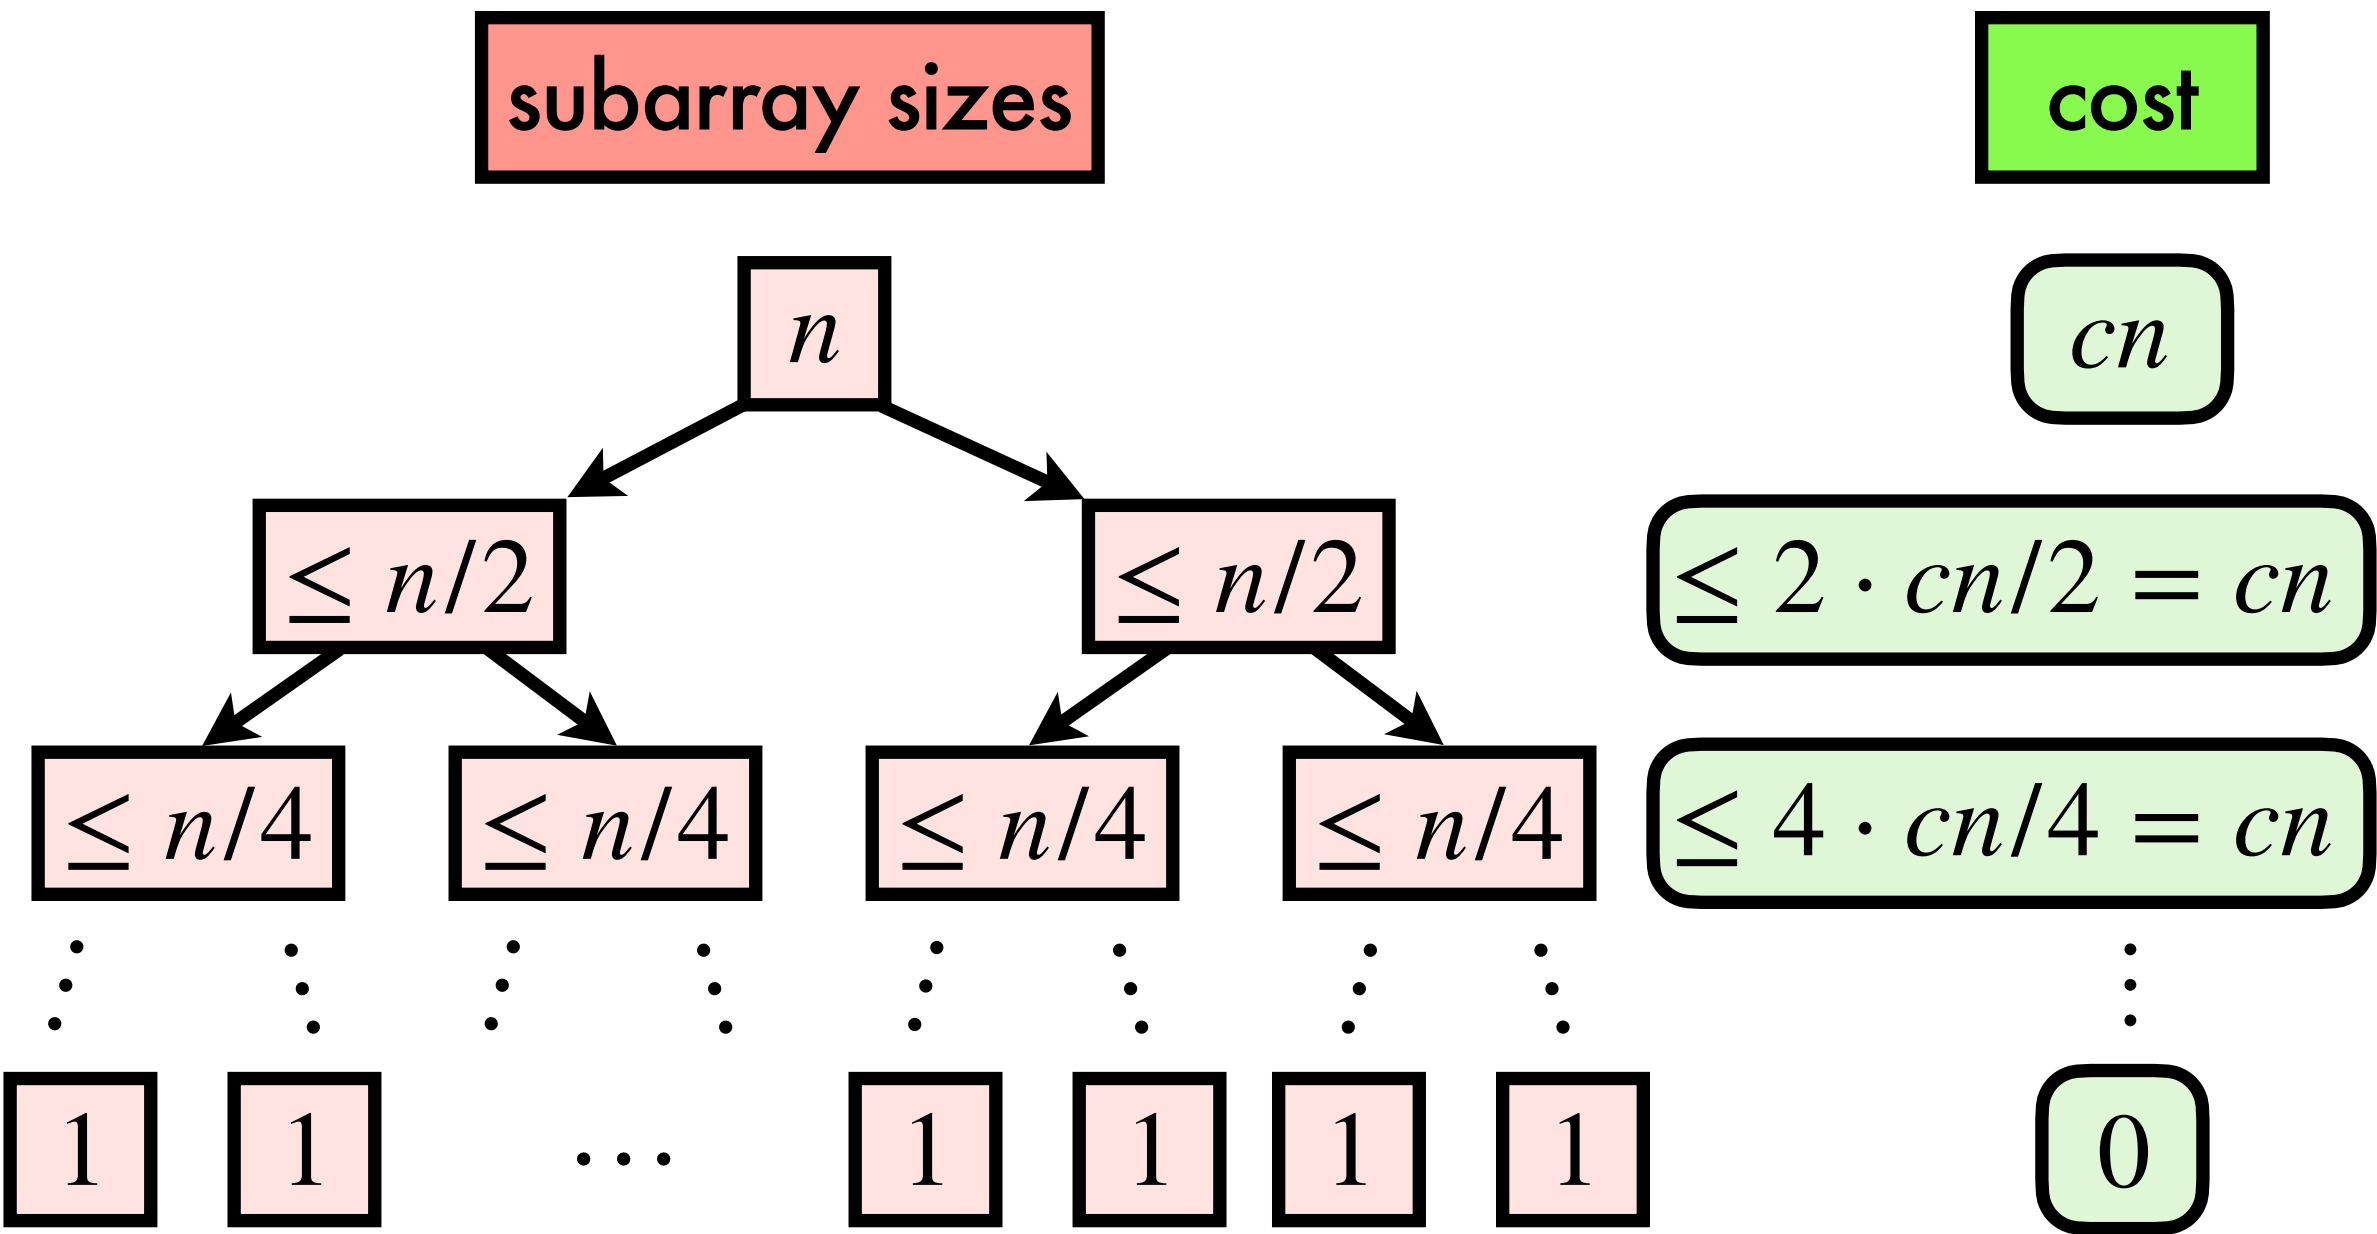 subarray sizes cost
n cn
≤ n/2 ≤ n/2 ≤ 2 · cn/2 = cn
≤ n/4 ≤ n/4 ≤ n/4 ≤ n/4 ≤ 4 · cn/4 = cn
1 1 ... 1 1 1 1 0